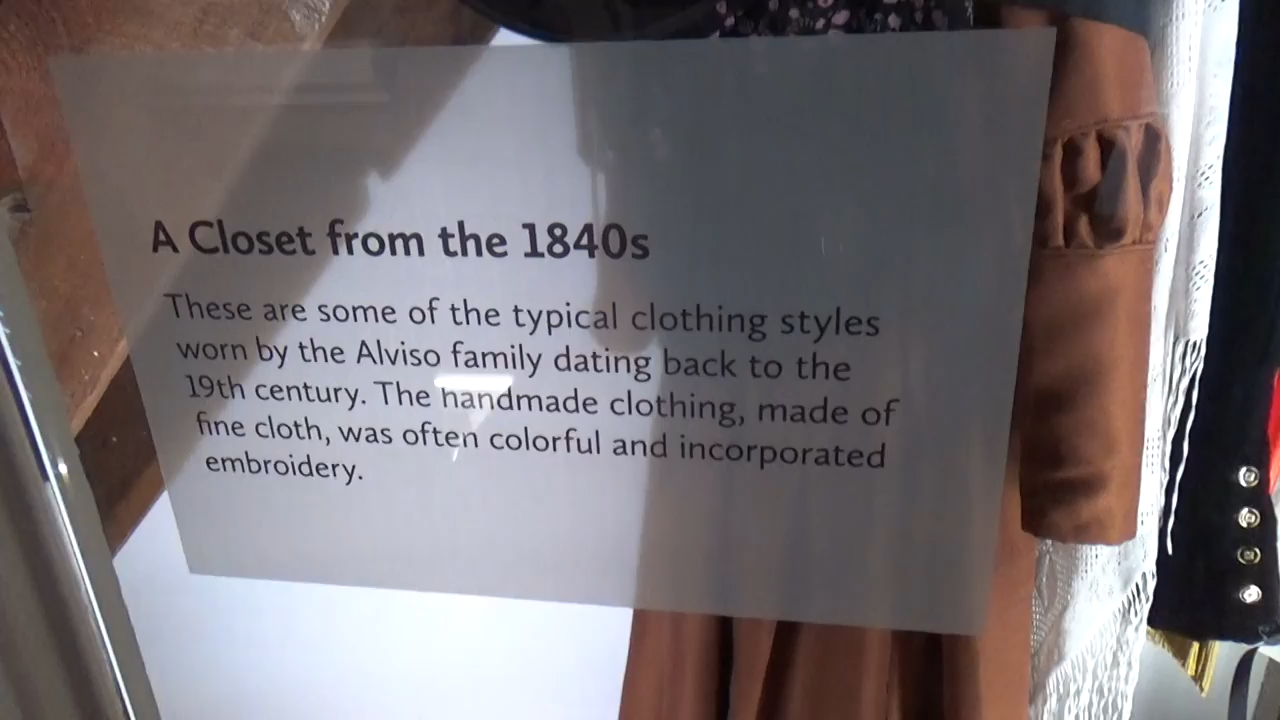 A Closet from the 1840s
These are some of the typical clothing styles
worn by the Alviso family dating back to the
19th century. The handmade clothing, made of
fine cloth, was often colorful and incorporated
embroidery.